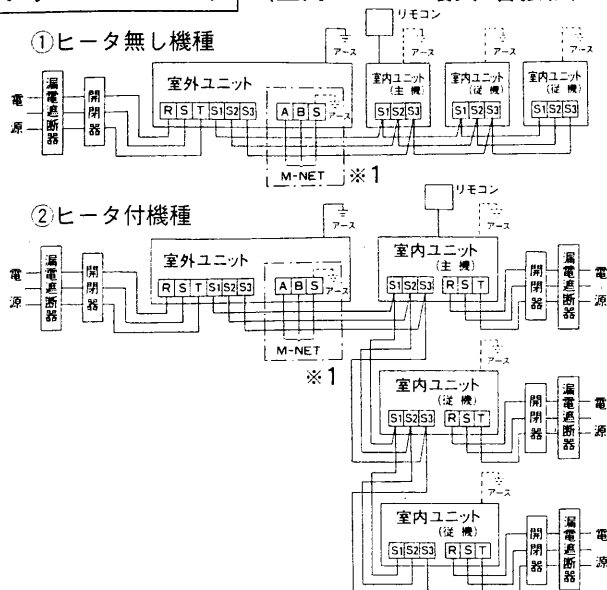 リモコン
①ヒータ無し機種
アース アース アース アース
室外ユニット
室内ユニット (主機)
室内ユニット (従機)
室内ユニット (従機)
電源 漏電遮断器 開閉器
R S T S1 S2 S3
A B S アース
S1 S2 S3
S1 S2 S3
S1 S2 S3
M-NET ※1
②ヒータ付機種
リモコン
アース アース
室外ユニット
室内ユニット (主機)
電源 漏電遮断器 開閉器
R S T S1 S2 S3
A B S アース
S1 S2 S3 R S T
開閉器 漏電遮断器 電源
M-NET
※1
アース
室内ユニット (従機)
S1 S2 S3 R S T
開閉器 漏電遮断器 電源
アース
室内ユニット (従機)
S1 S2 S3 R S T
開閉器 漏電遮断器 電源